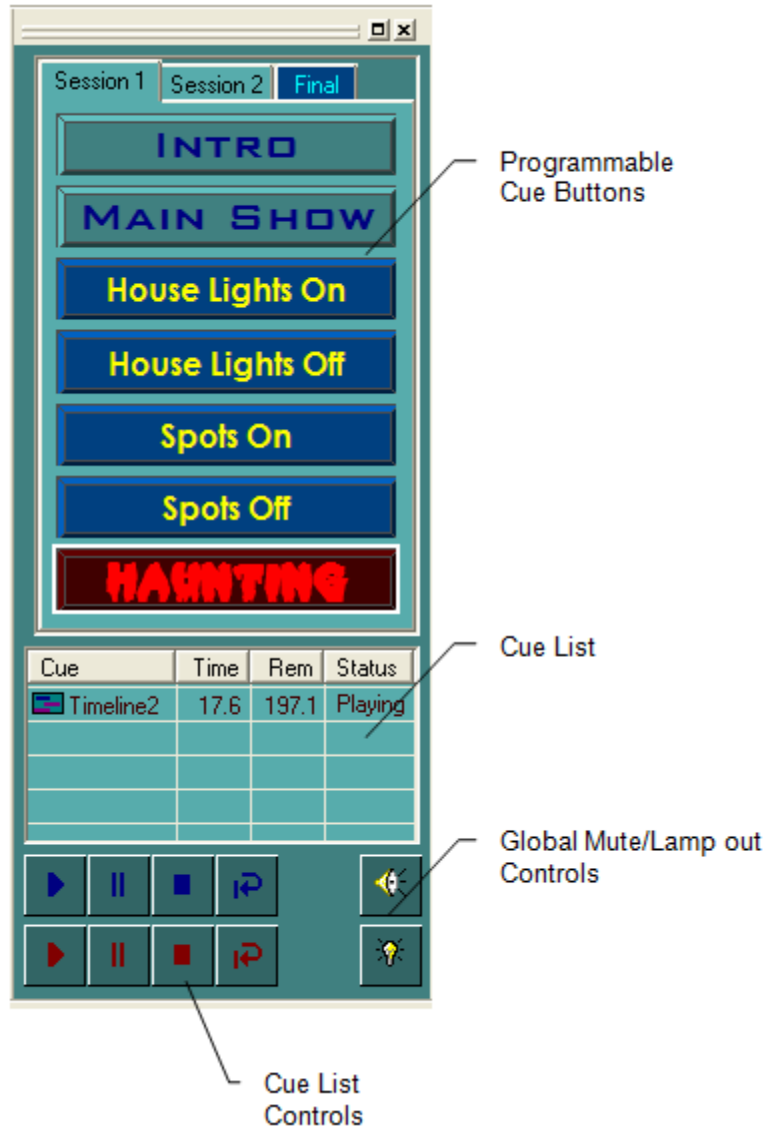 Session 1 Session 2 Final
INTRO
MAIN SHOW
House Lights On
House Lights Off
Spots On
Spots Off
HAUNTING
Programmable
Cue Buttons
Cue Time Rem Status
Timeline2 17.6 197.1 Playing
Cue List
Global Mute/Lamp out
Controls
Cue List
Controls